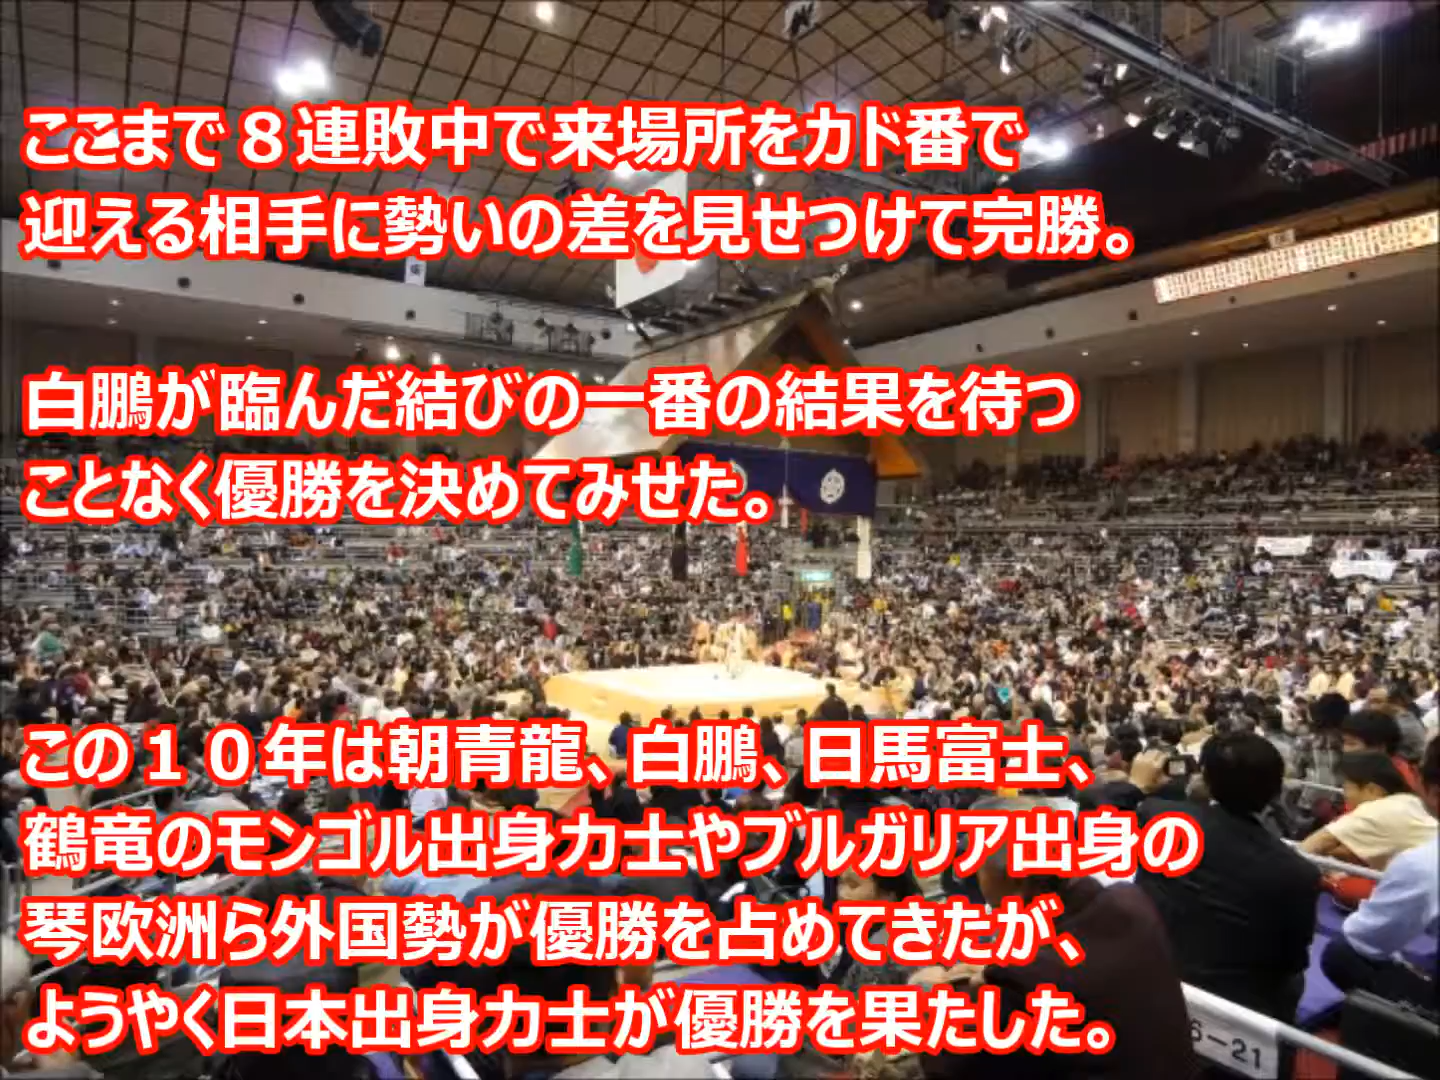 ここまで８連敗中で来場所をカド番で
迎える相手に勢いの差を見せつけて完勝。
白鵬が臨んだ結びの一番の結果を待つ
ことなく優勝を決めてみせた。
この１０年は朝青龍、白鵬、日馬富士、
鶴竜のモンゴル出身力士やブルガリア出身の
琴欧洲ら外国勢が優勝を占めてきたが、
ようやく日本出身力士が優勝を果たした。
6-21